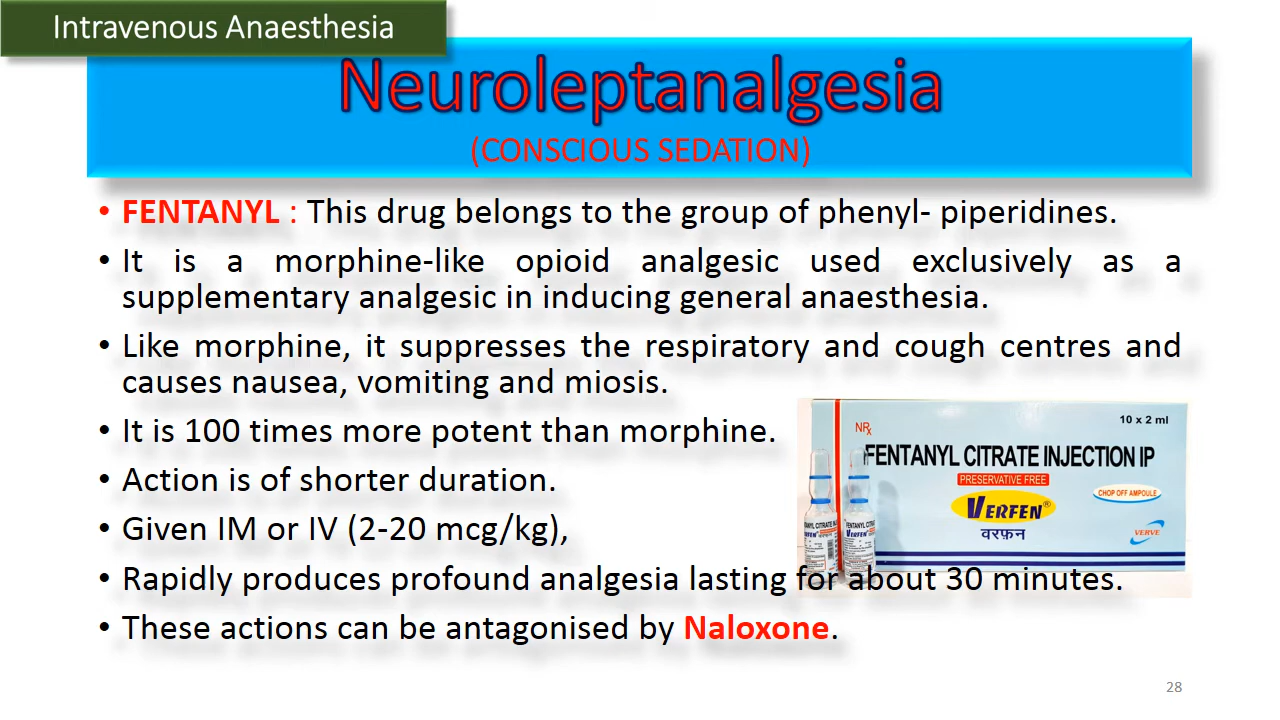 Intravenous Anaesthesia
Neuroleptanalgesia
(CONSCIOUS SEDATION)
• FENTANYL : This drug belongs to the group of phenyl- piperidines.
• It is a morphine-like opioid analgesic used exclusively as a
supplementary analgesic in inducing general anaesthesia.
• Like morphine, it suppresses the respiratory and cough centres and
causes nausea, vomiting and miosis.
• It is 100 times more potent than morphine.
• Action is of shorter duration.
• Given IM or IV (2-20 mcg/kg),
• Rapidly produces profound analgesia lasting for about 30 minutes.
• These actions can be antagonised by Naloxone.
10 x 2 ml
NRx
FENTANYL CITRATE INJECTION IP
PRESERVATIVE FREE
CHOP OFF AMPOULE
VERFEN®
वरफ़ेन
VERVE
FENTANYL CITRATE
VERFEN
28